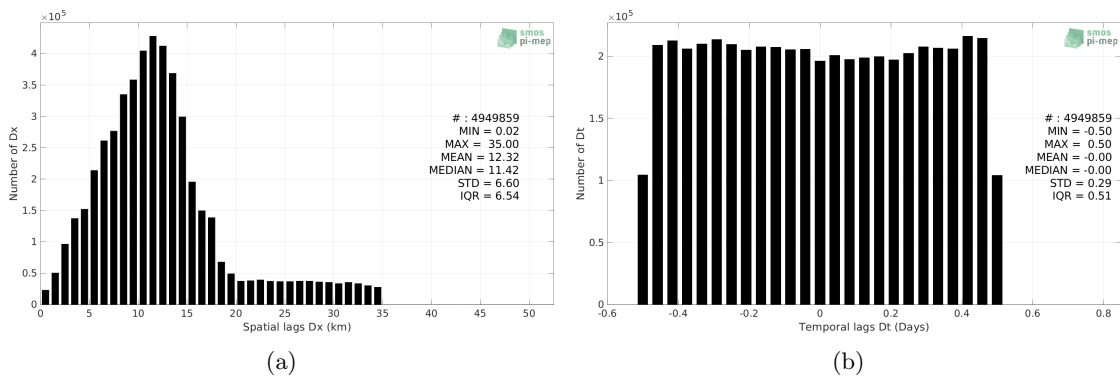 ×10⁵
4
3.5
3
2.5
2
1.5
1
0.5
0
Number of Dx
0 5 10 15 20 25 30 35 40 45 50
Spatial lags Dx (km)
smos
pi-mep
# : 4949859
MIN = 0.02
MAX = 35.00
MEAN = 12.32
MEDIAN = 11.42
STD = 6.60
IQR = 6.54
(a)
×10⁵
2
1.5
1
0.5
0
Number of Dt
-0.6 -0.4 -0.2 0 0.2 0.4 0.6 0.8
Temporal lags Dt (Days)
smos
pi-mep
# : 4949859
MIN = -0.50
MAX = 0.50
MEAN = -0.00
MEDIAN = -0.00
STD = 0.29
IQR = 0.51
(b)